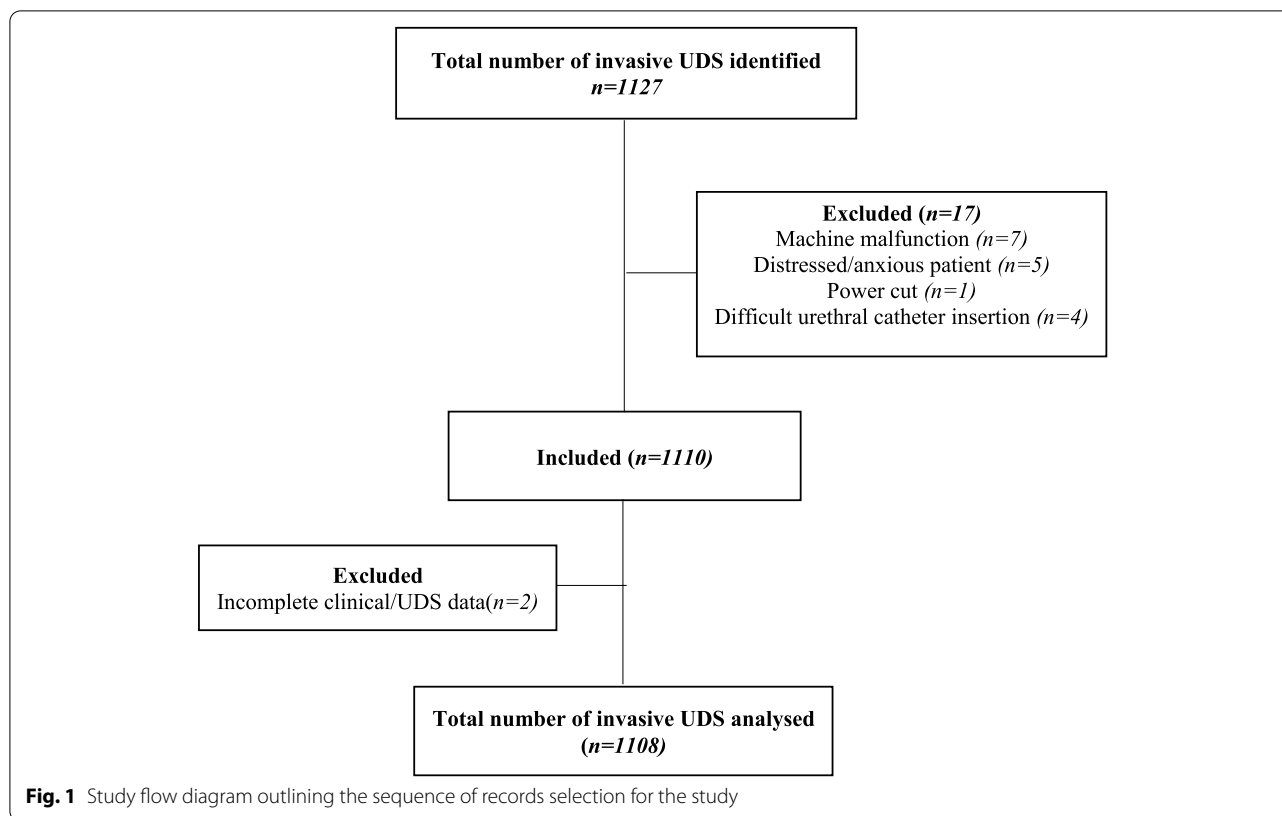 Total number of invasive UDS identified
n=1127
Excluded (n=17)
Machine malfunction (n=7)
Distressed/anxious patient (n=5)
Power cut (n=1)
Difficult urethral catheter insertion (n=4)
Included (n=1110)
Excluded
Incomplete clinical/UDS data(n=2)
Total number of invasive UDS analysed
(n=1108)
Fig. 1 Study flow diagram outlining the sequence of records selection for the study